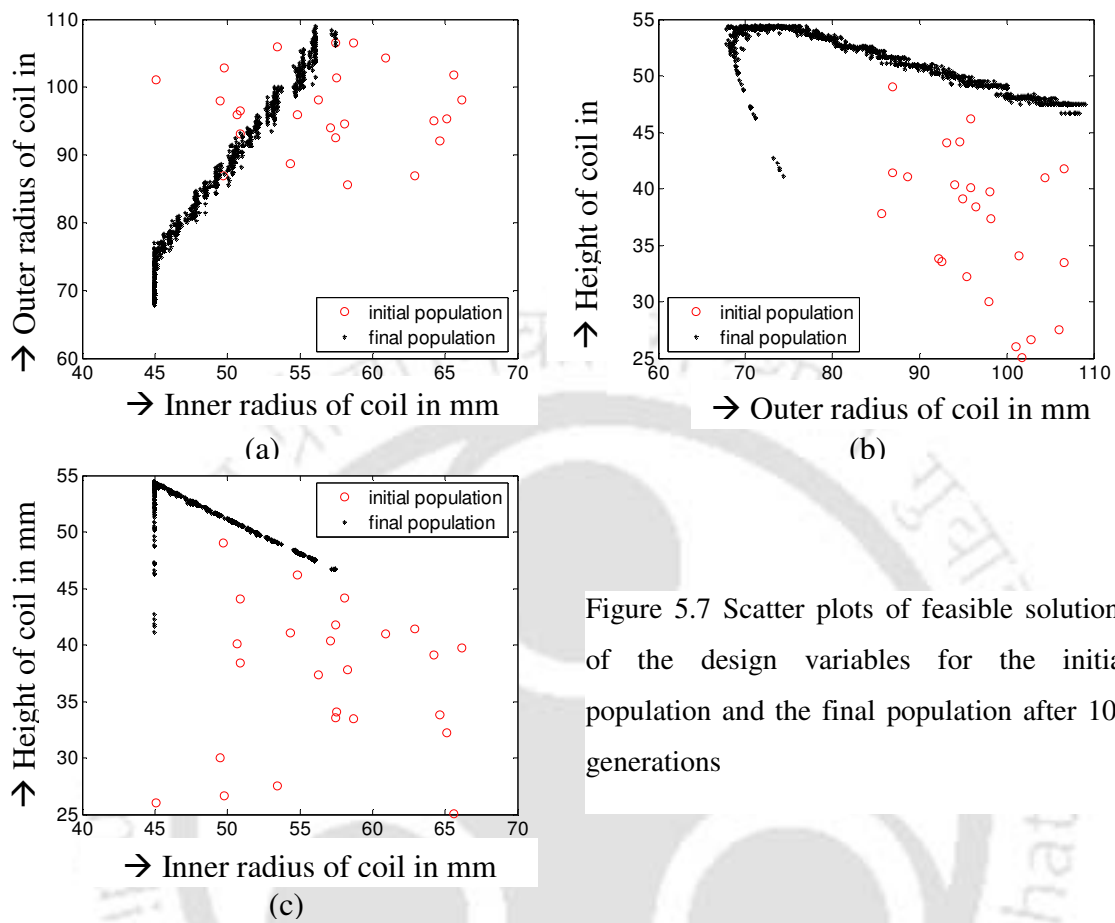 110
100
90
80
70
60
→ Outer radius of coil in
initial population
final population
40 45 50 55 60 65 70
→ Inner radius of coil in mm
(a)
55
50
45
40
35
30
25
→ Height of coil in
initial population
final population
60 70 80 90 100 110
→ Outer radius of coil in mm
(b)
55
50
45
40
35
30
25
→ Height of coil in mm
initial population
final population
40 45 50 55 60 65 70
→ Inner radius of coil in mm
(c)
Figure 5.7 Scatter plots of feasible solution
of the design variables for the initia
population and the final population after 10
generations